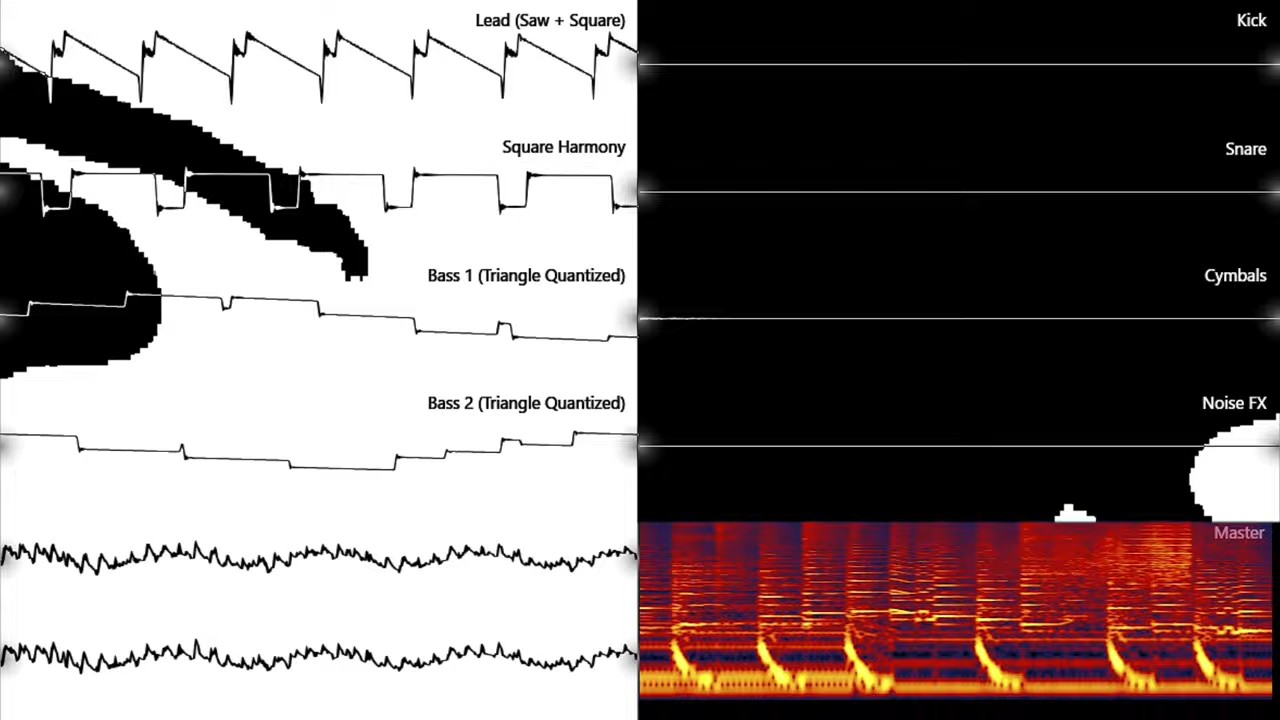 Lead (Saw + Square)
Square Harmony
Bass 1 (Triangle Quantized)
Bass 2 (Triangle Quantized)
Kick
Snare
Cymbals
Noise FX
Master